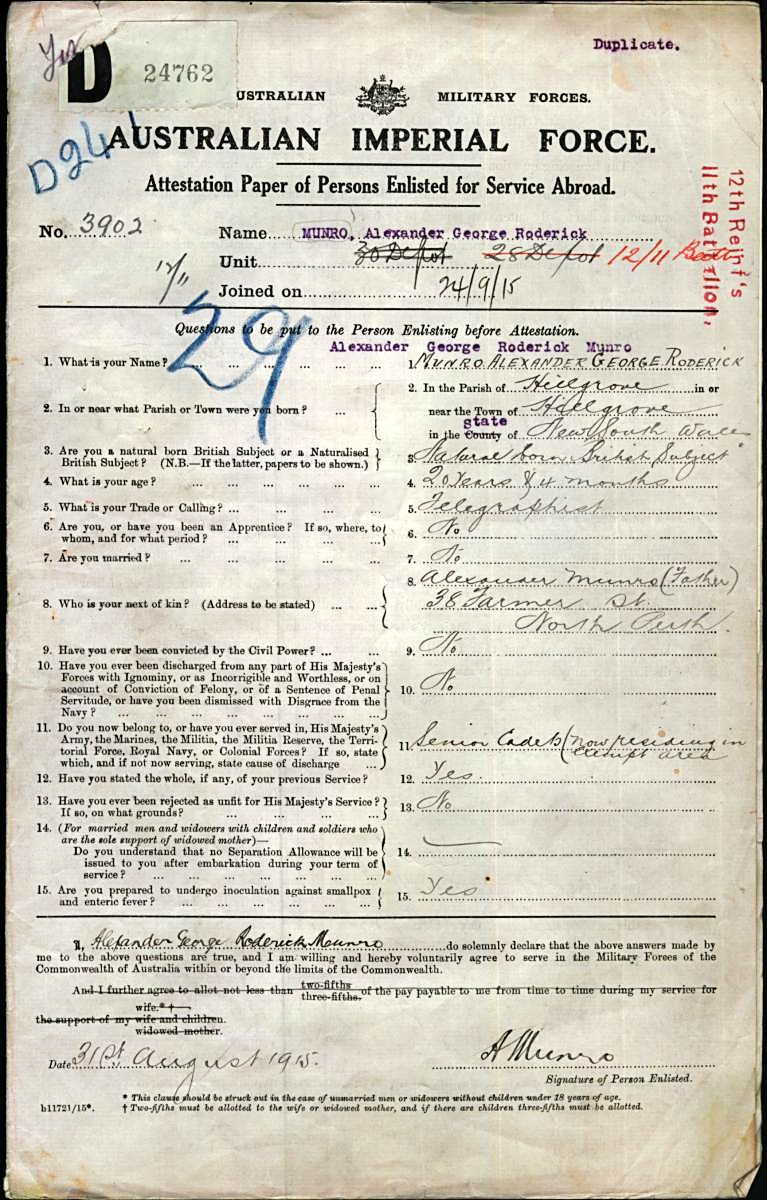 Yes
D
24762
Duplicate.
USTRALIAN MILITARY FORCES.
D241
AUSTRALIAN IMPERIAL FORCE.
Attestation Paper of Persons Enlisted for Service Abroad.
12th Reinf's
11th Battalion,
No. 3902
Name MUNRO, Alexander George Roderick
Unit 30 Depot 28 Depot 12/11 Batt
12/11
Joined on 24/9/15
29
Questions to be put to the Person Enlisting before Attestation.
Alexander George Roderick Munro
1. What is your Name? ... 1. MUNRO ALEXANDER GEORGE RODERICK
2. In or near what Parish or Town were you born? ... 2. In the Parish of Hillgrove in or
near the Town of Hillgrove
state
in the County of New South Wales
3. Are you a natural born British Subject or a Naturalised
British Subject? (N.B.—If the latter, papers to be shown.) 3. Natural born British Subject
4. What is your age? ... 4. 20 Years & 4 months
5. What is your Trade or Calling? ... 5. Telegraphist
6. Are you, or have you been an Apprentice? If so, where, to
whom, and for what period? ... 6. No
7. Are you married? ... 7. No
8. Who is your next of kin? (Address to be stated) ... 8. Alexander Munro (Father)
38 Farmer St.
North Perth.
9. Have you ever been convicted by the Civil Power? ... 9. No
10. Have you ever been discharged from any part of His Majesty's
Forces with Ignominy, or as Incorrigible and Worthless, or on
account of Conviction of Felony, or of a Sentence of Penal
Servitude, or have you been dismissed with Disgrace from the
Navy? ... 10. No
11. Do you now belong to, or have you ever served in, His Majesty's
Army, the Marines, the Militia, the Militia Reserve, the Terri-
torial Force, Royal Navy, or Colonial Forces? If so, state
which, and if not now serving, state cause of discharge ... 11. Senior Cadets (Now residing in
exempt area
12. Have you stated the whole, if any, of your previous Service? 12. Yes.
13. Have you ever been rejected as unfit for His Majesty's Service?
If so, on what grounds? ... 13. No
14. (For married men and widowers with children and soldiers who
are the sole support of widowed mother)—
Do you understand that no Separation Allowance will be
issued to you after embarkation during your term of
service? ... 14. —
15. Are you prepared to undergo inoculation against smallpox
and enteric fever? ... 15. Yes
I, Alexander George Roderick Munro do solemnly declare that the above answers made by
me to the above questions are true, and I am willing and hereby voluntarily agree to serve in the Military Forces of the
Commonwealth of Australia within or beyond the limits of the Commonwealth.
And I further agree to allot not less than two-fifths three-fifths. of the pay payable to me from time to time during my service for
wife.*†
the support of my wife and children.
widowed mother.
Date 31st August 1915.
A Munro
Signature of Person Enlisted.
* This clause should be struck out in the case of unmarried men or widowers without children under 18 years of age.
b11721/15*. † Two-fifths must be allotted to the wife or widowed mother, and if there are children three-fifths must be allotted.